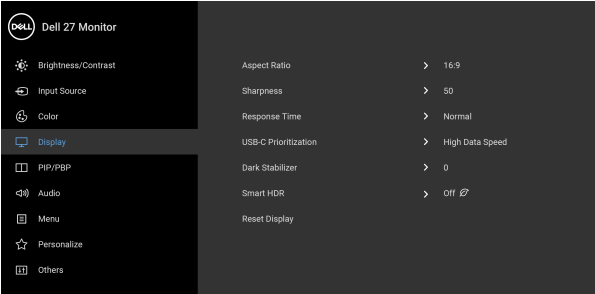 DELL Dell 27 Monitor
Brightness/Contrast
Input Source
Color
Display
PIP/PBP
Audio
Menu
Personalize
Others
Aspect Ratio 16:9
Sharpness 50
Response Time Normal
USB-C Prioritization High Data Speed
Dark Stabilizer 0
Smart HDR Off
Reset Display